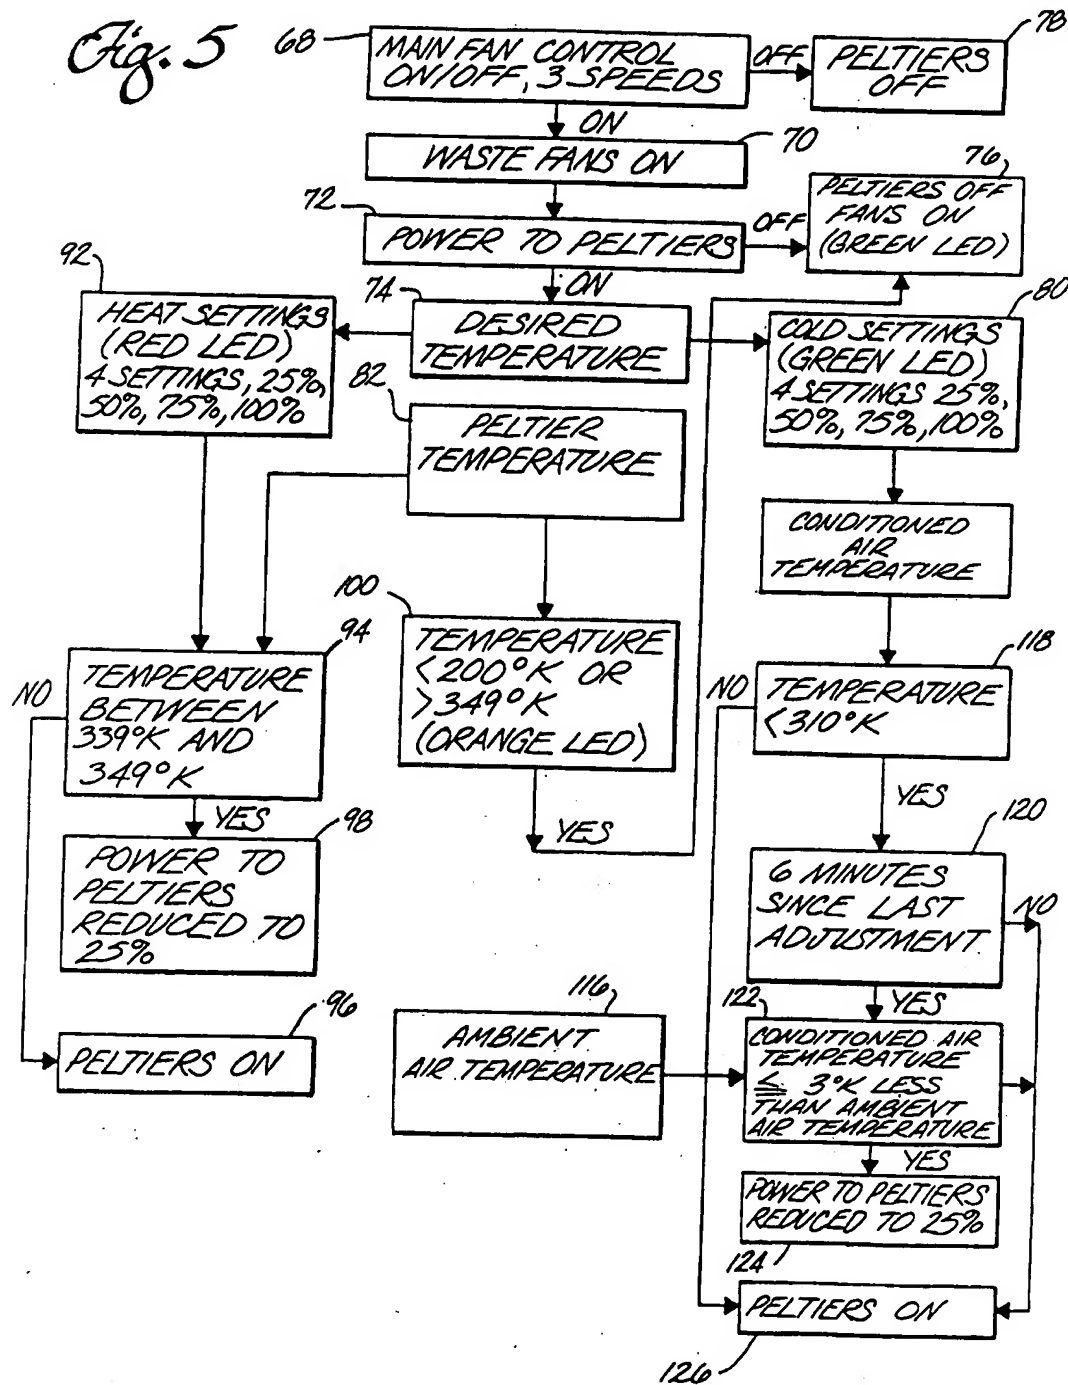 Fig. 5
68
MAIN FAN CONTROL
ON/OFF, 3 SPEEDS
OFF
78
PELTIERS
OFF
ON
70
WASTE FANS ON
72
POWER TO PELTIERS
OFF
76
PELTIERS OFF
FANS ON
(GREEN LED)
ON
92
HEAT SETTINGS
(RED LED)
4 SETTINGS, 25%,
50%, 75%, 100%
74
DESIRED
TEMPERATURE
80
COLD SETTINGS
(GREEN LED)
4 SETTINGS 25%,
50%, 75%, 100%
82
PELTIER
TEMPERATURE
CONDITIONED
AIR
TEMPERATURE
94
NO
TEMPERATURE
BETWEEN
339°K AND
349°K
100
TEMPERATURE
<200°K OR
>349°K
(ORANGE LED)
YES
118
NO
TEMPERATURE
<310°K
YES
YES
98
POWER TO
PELTIERS
REDUCED TO
25%
120
6 MINUTES
SINCE LAST
ADJUSTMENT
NO
YES
96
PELTIERS ON
116
AMBIENT
AIR TEMPERATURE
122
CONDITIONED AIR
TEMPERATURE
≦ 3°K LESS
THAN AMBIENT
AIR TEMPERATURE
YES
POWER TO PELTIERS
REDUCED TO 25%
124
PELTIERS ON
126